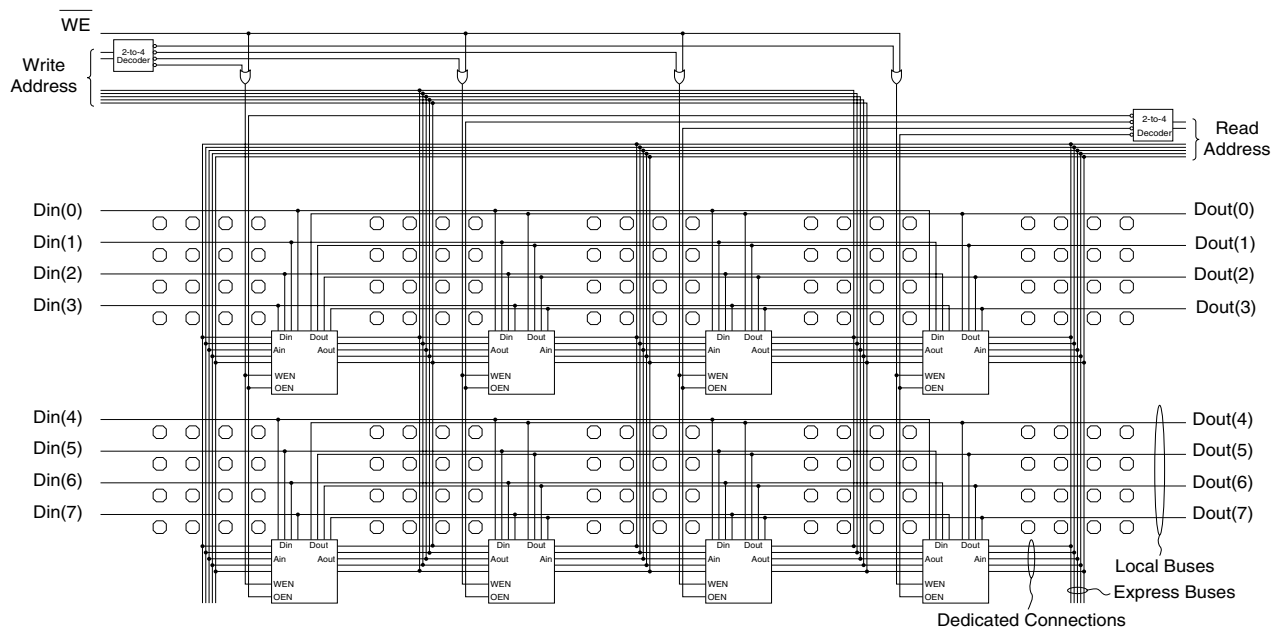 WE
2-to-4
Decoder
Write
Address
2-to-4
Decoder
Read
Address
Din(0)
Dout(0)
Din(1)
Dout(1)
Din(2)
Dout(2)
Din(3)
Dout(3)
Din Dout
Ain Aout
WEN
OEN
Din Dout
Aout Ain
WEN
OEN
Din Dout
Ain Aout
WEN
OEN
Din Dout
Aout Ain
WEN
OEN
Din(4)
Dout(4)
Din(5)
Dout(5)
Din(6)
Dout(6)
Din(7)
Dout(7)
Din Dout
Ain Aout
WEN
OEN
Din Dout
Aout Ain
WEN
OEN
Din Dout
Ain Aout
WEN
OEN
Din Dout
Aout Ain
WEN
OEN
Local Buses
Express Buses
Dedicated Connections